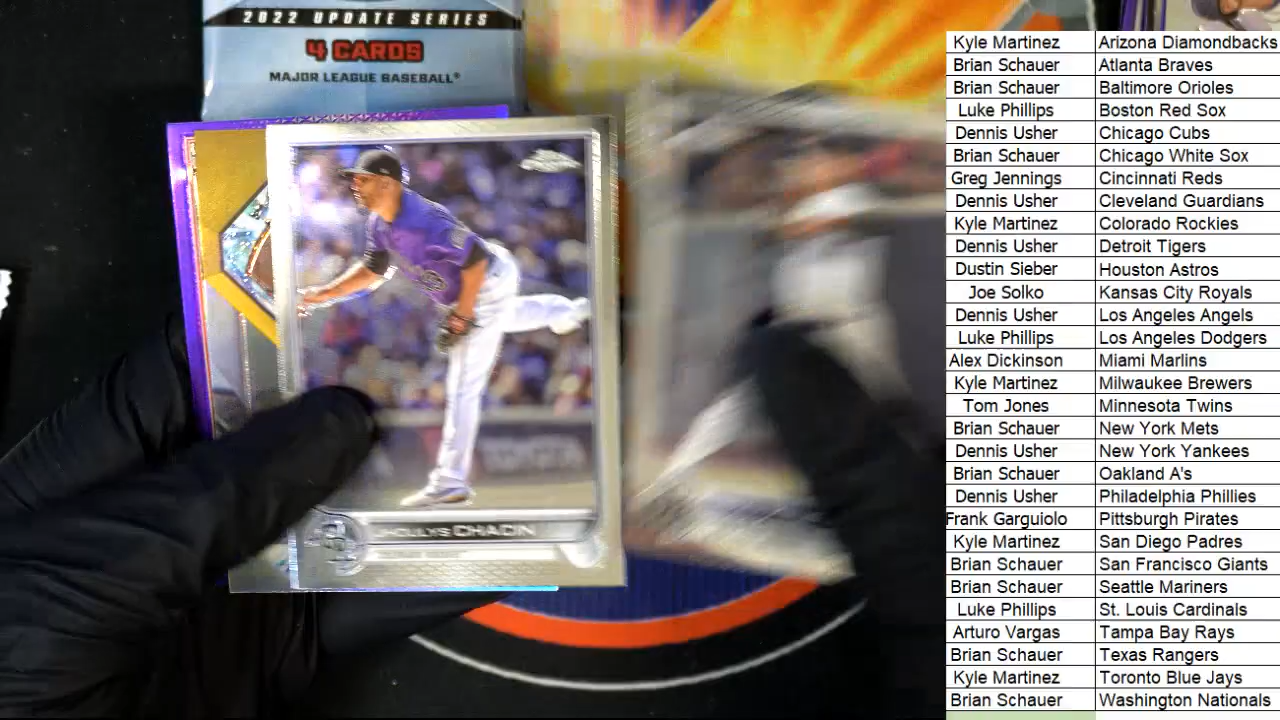 2022 UPDATE SERIES
4 CARDS
MAJOR LEAGUE BASEBALL®
CHACIN
Kyle Martinez Arizona Diamondbacks
Brian Schauer Atlanta Braves
Brian Schauer Baltimore Orioles
Luke Phillips Boston Red Sox
Dennis Usher Chicago Cubs
Brian Schauer Chicago White Sox
Greg Jennings Cincinnati Reds
Dennis Usher Cleveland Guardians
Kyle Martinez Colorado Rockies
Dennis Usher Detroit Tigers
Dustin Sieber Houston Astros
Joe Solko Kansas City Royals
Dennis Usher Los Angeles Angels
Luke Phillips Los Angeles Dodgers
Alex Dickinson Miami Marlins
Kyle Martinez Milwaukee Brewers
Tom Jones Minnesota Twins
Brian Schauer New York Mets
Dennis Usher New York Yankees
Brian Schauer Oakland A's
Dennis Usher Philadelphia Phillies
Frank Garguiolo Pittsburgh Pirates
Kyle Martinez San Diego Padres
Brian Schauer San Francisco Giants
Brian Schauer Seattle Mariners
Luke Phillips St. Louis Cardinals
Arturo Vargas Tampa Bay Rays
Brian Schauer Texas Rangers
Kyle Martinez Toronto Blue Jays
Brian Schauer Washington Nationals